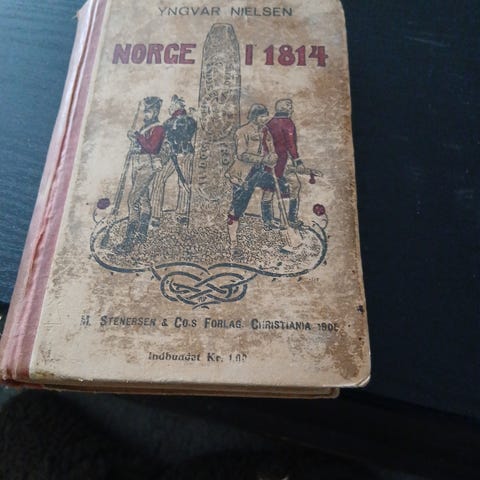 YNGVAR NIELSEN
NORGE I 1814
M. STENERSEN & CO.S FORLAG. CHRISTIANIA
Indbundet Kr.